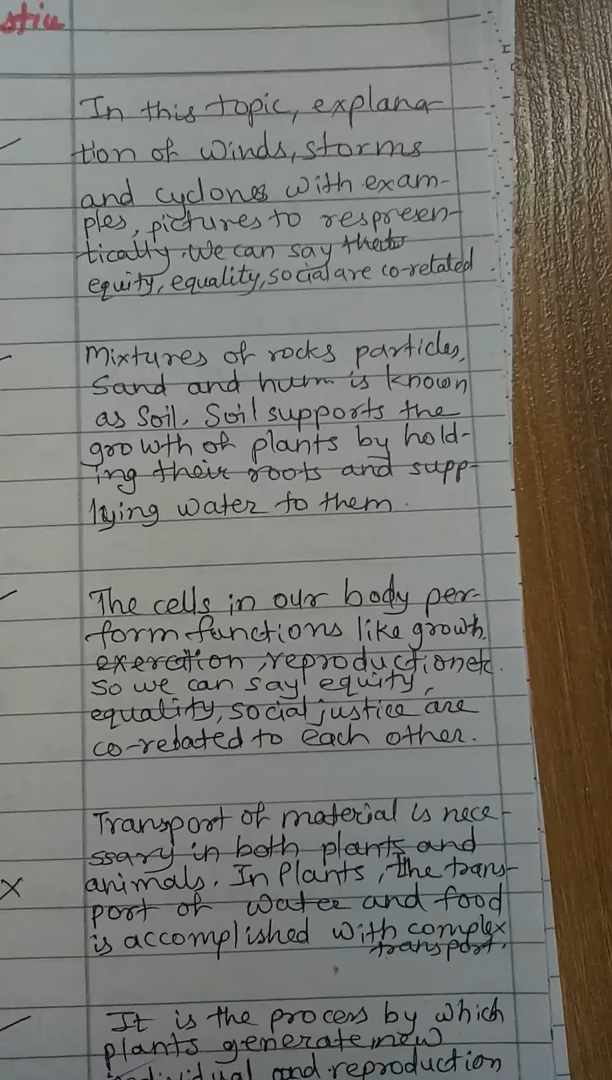 stice
In this topic, explana-
tion of winds, storms
and cyclones with exam-
ples, pictures to respresen-
tically. We can say that
equity, equality, social are co-related.
Mixtures of rocks particles,
Sand and hum is known
as Soil. Soil supports the
growth of plants by hold-
ing their roots and supp-
lying water to them.
The cells in our body per-
form functions like growth,
exerction, reproduction etc.
So we can say equity,
equality, social justice are
co-rebated to each other.
Transport of material is nece-
ssary in both plants and
animals. In Plants, the trans-
port of water and food
is accomplished with complex
transport.
It is the process by which
plants generate new
individual and reproduction